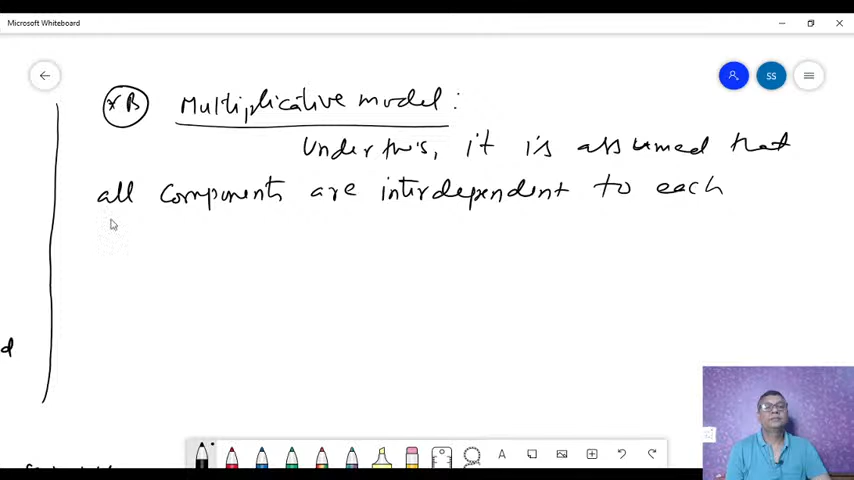 Microsoft Whiteboard
SS
*B Multiplicative model:
Under this, it is assumed that
all components are interdependent to each
d
A